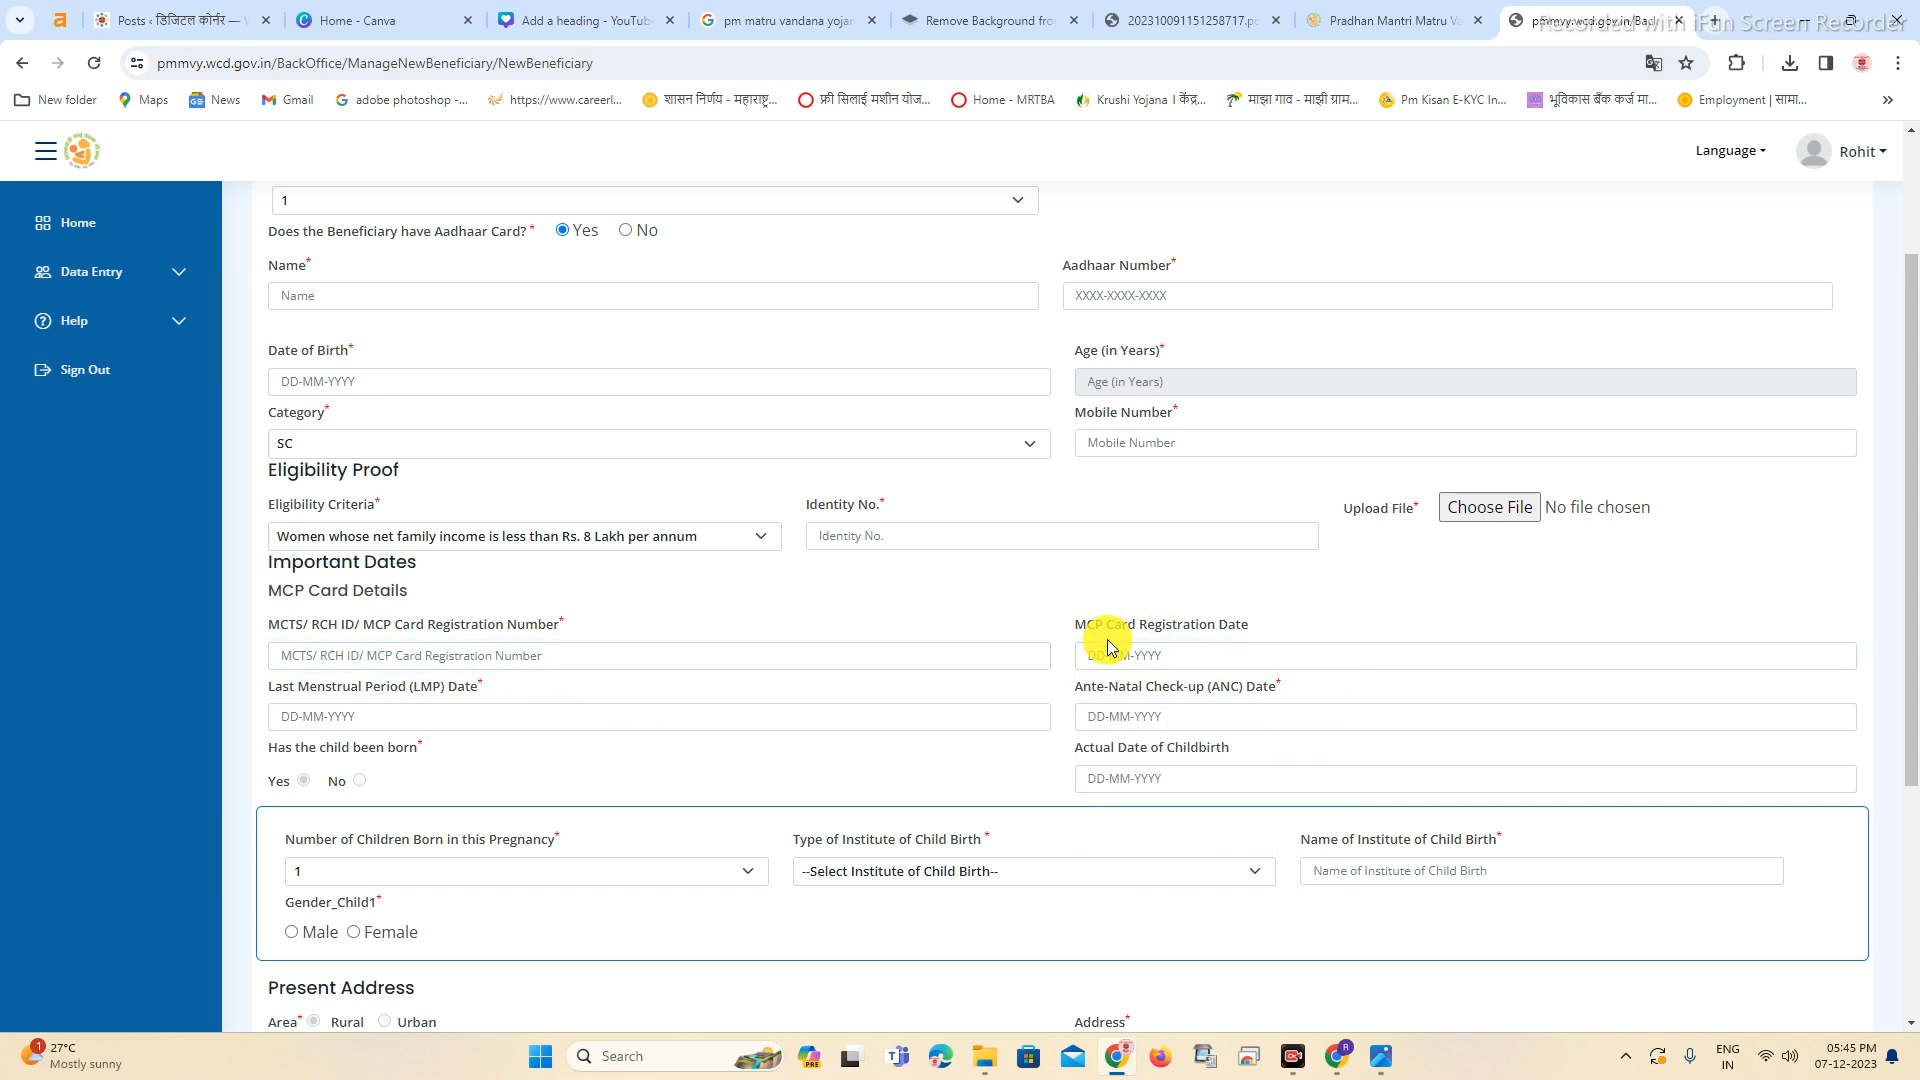 Posts ‹ डिजिटल कोर्नर —
Home - Canva
Add a heading - YouTub
pm matru vandana yojan
Remove Background fro
202310091151258717.p
Pradhan Mantri Matru V
pmmvy.wcd.gov.in/Back
Recorded with iFun Screen Recorder
pmmvy.wcd.gov.in/BackOffice/ManageNewBeneficiary/NewBeneficiary
New folder
Maps
News
Gmail
adobe photoshop -...
https://www.careerl...
शासन निर्णय - महाराष्ट्र...
फ्री सिलाई मशीन योज...
Home - MRTBA
Krushi Yojana । केंद्र...
माझा गाव - माझी ग्राम...
Pm Kisan E-KYC In...
भूविकास बँक कर्ज मा...
Employment | सामा...
Language
Rohit
Home
Data Entry
Help
Sign Out
1
Does the Beneficiary have Aadhaar Card?* Yes No
Name* Aadhaar Number*
Name XXXX-XXXX-XXXX
Date of Birth* Age (in Years)*
DD-MM-YYYY Age (in Years)
Category* Mobile Number*
SC Mobile Number
Eligibility Proof
Eligibility Criteria* Identity No.* Upload File* Choose File No file chosen
Women whose net family income is less than Rs. 8 Lakh per annum Identity No.
Important Dates
MCP Card Details
MCTS/ RCH ID/ MCP Card Registration Number* MCP Card Registration Date
MCTS/ RCH ID/ MCP Card Registration Number DD-MM-YYYY
Last Menstrual Period (LMP) Date* Ante-Natal Check-up (ANC) Date*
DD-MM-YYYY DD-MM-YYYY
Has the child been born* Actual Date of Childbirth
Yes No DD-MM-YYYY
Number of Children Born in this Pregnancy* Type of Institute of Child Birth * Name of Institute of Child Birth*
1 --Select Institute of Child Birth-- Name of Institute of Child Birth
Gender_Child1*
Male Female
Present Address
Area* Rural Urban Address*
1
27°C
Mostly sunny
Search
PRE
R
ENG
IN
05:45 PM
07-12-2023